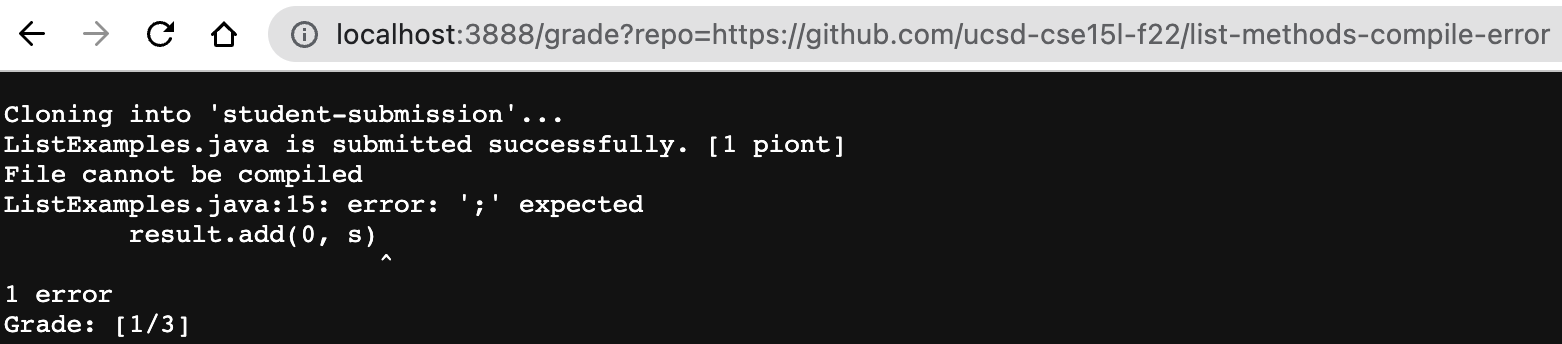 localhost:3888/grade?repo=https://github.com/ucsd-cse15l-f22/list-methods-compile-error
Cloning into 'student-submission'...
ListExamples.java is submitted successfully. [1 piont]
File cannot be compiled
ListExamples.java:15: error: ';' expected
        result.add(0, s)
                        ^
1 error
Grade: [1/3]